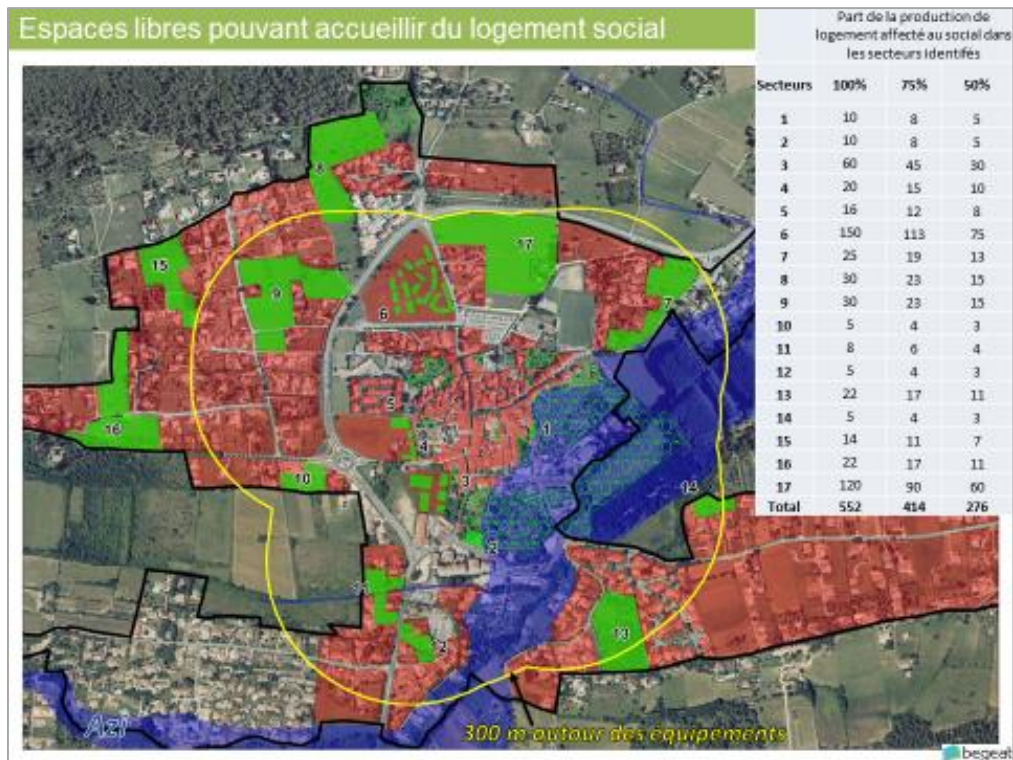 Espaces libres pouvant accueillir du logement social
Part de la production de
logement affecté au social dans
les secteurs identifés
Secteurs 100% 75% 50%
1 10 8 5
2 10 8 5
3 60 45 30
4 20 15 10
5 16 12 8
6 150 113 75
7 25 19 13
8 30 23 15
9 30 23 15
10 5 4 3
11 8 6 4
12 5 4 3
13 22 17 11
14 5 4 3
15 14 11 7
16 22 17 11
17 120 90 60
Total 552 414 276
8
17
15
9
7
6
5
1
16
4
10
3
14
2
13
Azi
300 m autour des équipements
begeat